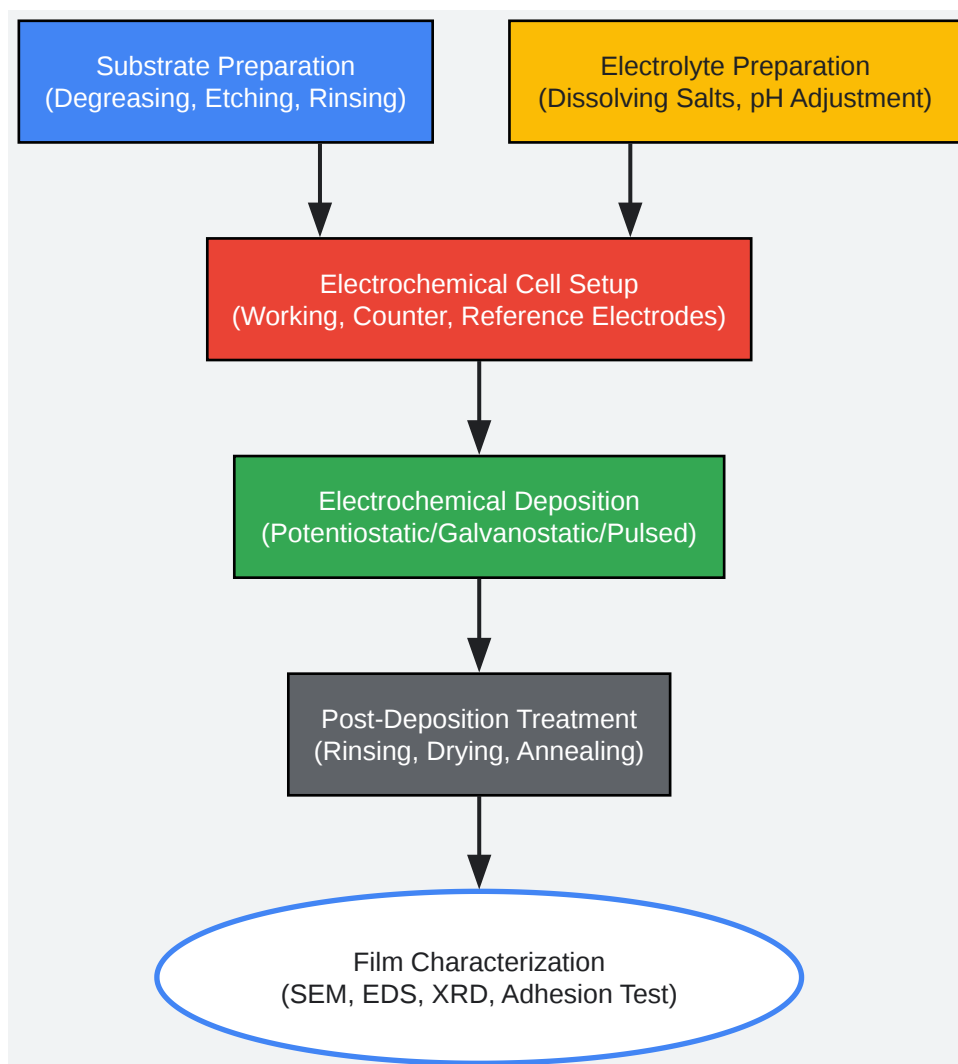 Substrate Preparation
(Degreasing, Etching, Rinsing)
Electrolyte Preparation
(Dissolving Salts, pH Adjustment)
Electrochemical Cell Setup
(Working, Counter, Reference Electrodes)
Electrochemical Deposition
(Potentiostatic/Galvanostatic/Pulsed)
Post-Deposition Treatment
(Rinsing, Drying, Annealing)
Film Characterization
(SEM, EDS, XRD, Adhesion Test)